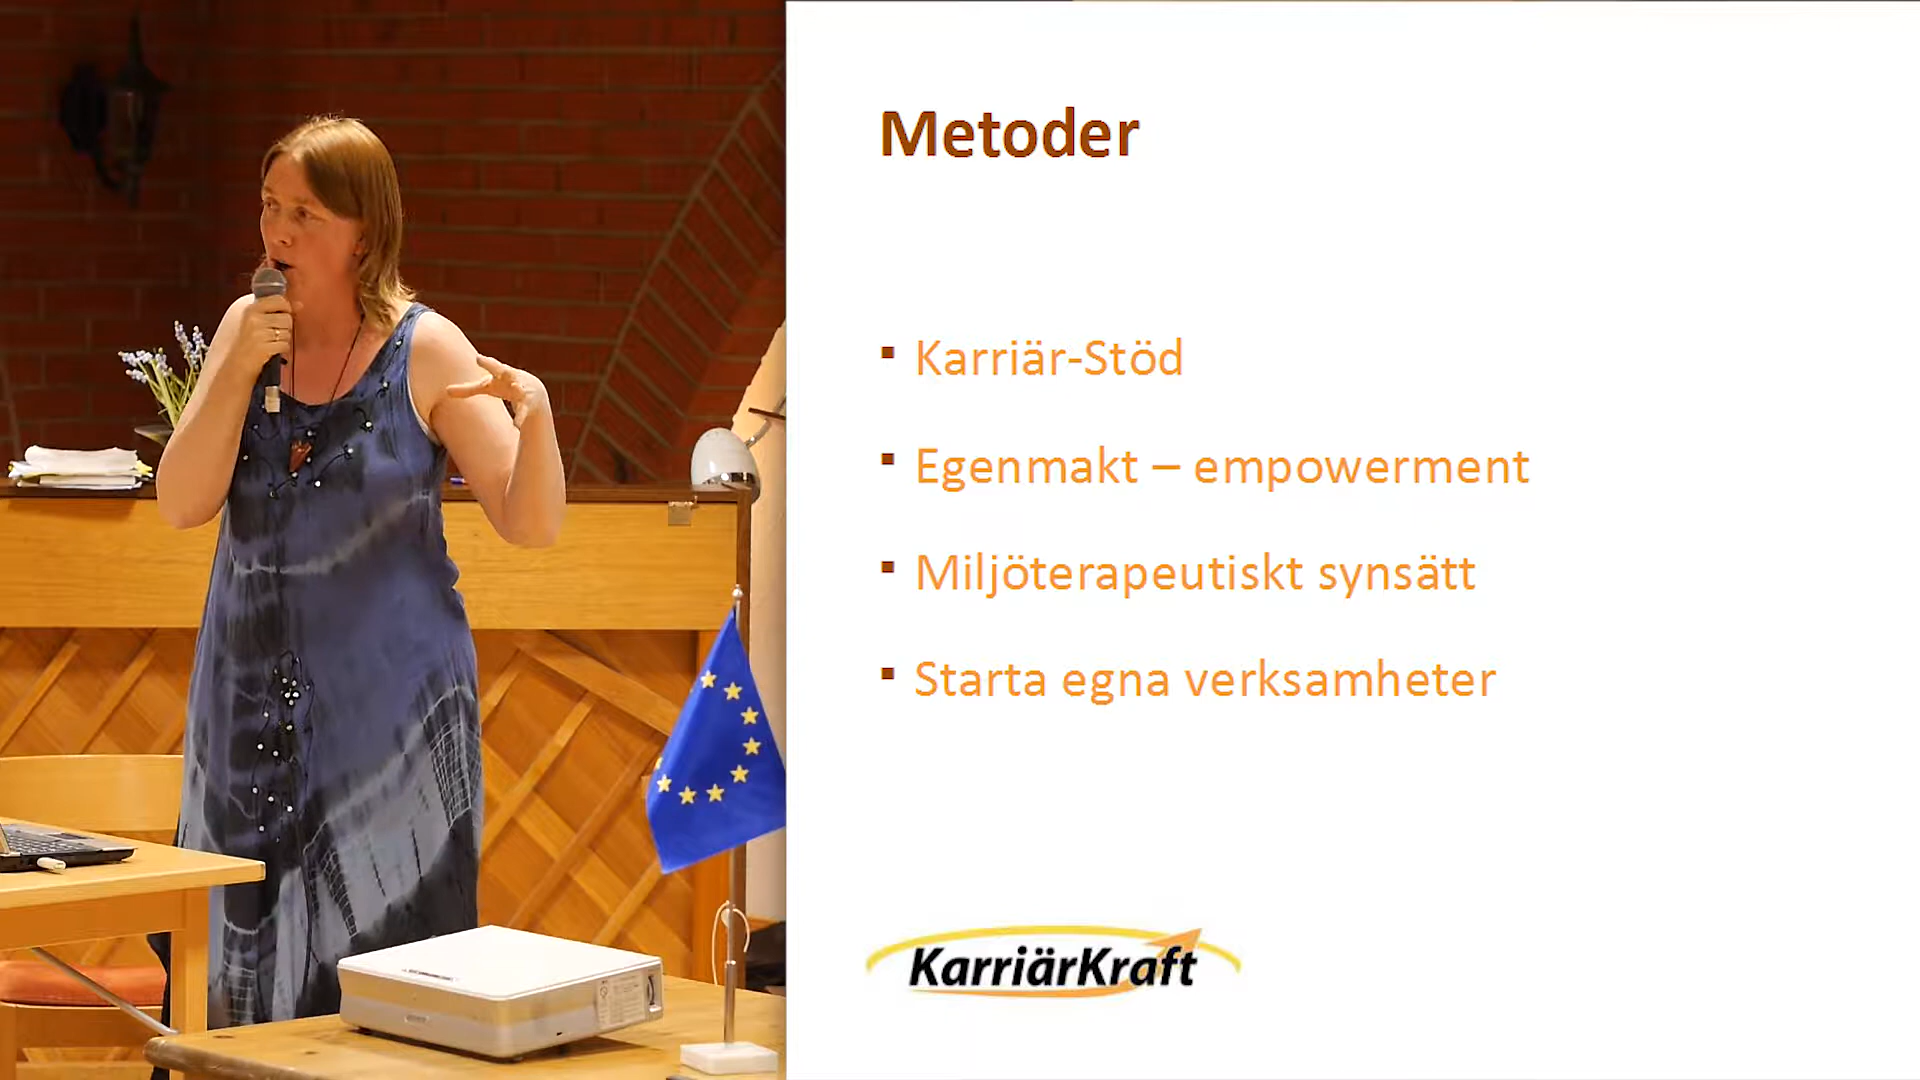 Metoder
Karriär-Stöd
Egenmakt – empowerment
Miljöterapeutiskt synsätt
Starta egna verksamheter
KarriärKraft